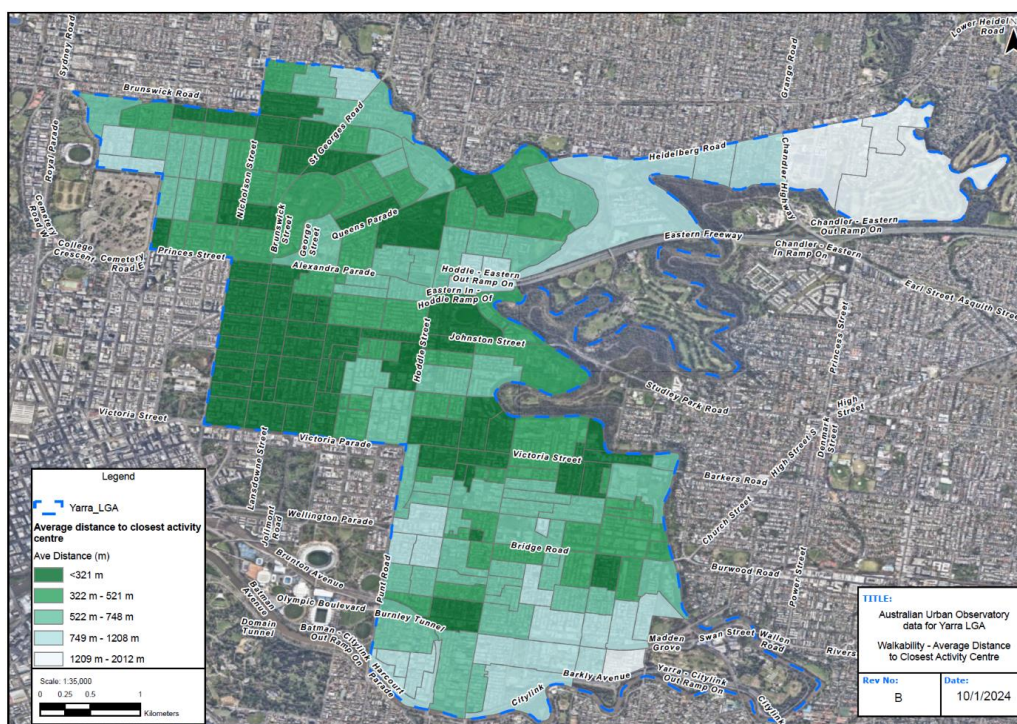 Lower Heidel
Road
N
Sydney Road
Grange Road
Brunswick Road
St Georges Road
Royal Parade
Heidelberg Road
Chandler Highway
Nicholson Street
Cemetery
Road W
Brunswick
Street
George
Street
Queens Parade
Chandler - Eastern
Out Ramp On
College
Crescent
Cemetery
Road E
Princes Street
Eastern Freeway
Chandler - Eastern
In Ramp On
Alexandra Parade
Hoddle - Eastern
Out Ramp On
Eastern In -
Hoddle Ramp Of
Earl Street
Asquith Street
Hoddle Street
Johnston Street
Princess Street
Studley Park Road
High
Street
Victoria Street
Victoria Parade
Denmark
Street
High Street S
Victoria Street
Lansdowne Street
Barkers Road
Wellington Parade
Jolimont
Road
Church Street
Bridge Road
Punt Road
Brunton Avenue
Burwood Road
Power Street
Batman
Avenue
Olympic Boulevard
Burnley Tunnel
Domain
Tunnel
Batman - Citylink
Out Ramp On
Harcourt
Parade
Madden
Grove
Swan Street
Wallen
Road
Rivers
Barkly Avenue
Citylink
Yarra - Citylink
Out Ramp On
Citylink
Legend
Yarra_LGA
Average distance to closest activity
centre
Ave Distance (m)
<321 m
322 m - 521 m
522 m - 748 m
749 m - 1208 m
1209 m - 2012 m
Scale: 1:35,000
0 0.25 0.5 1
Kilometers
TITLE:
Australian Urban Observatory
data for Yarra LGA
Walkability - Average Distance
to Closest Activity Centre
Rev No:
B
Date:
10/1/2024